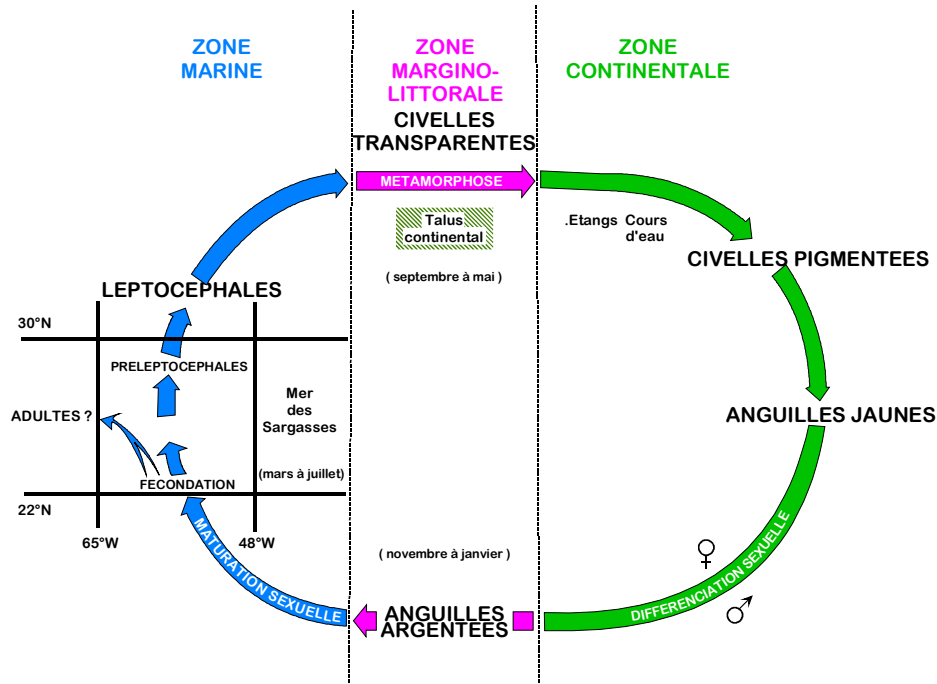 ZONE
MARINE
ZONE
MARGINO-
LITTORALE
ZONE
CONTINENTALE
CIVELLES
TRANSPARENTES
METAMORPHOSE
Talus
continental
.Etangs Cours
d'eau
( septembre à mai )
CIVELLES PIGMENTEES
LEPTOCEPHALES
30°N
PRELEPTOCEPHALES
Mer
des
Sargasses
ADULTES ?
ANGUILLES JAUNES
(mars à juillet)
FECONDATION
22°N
65°W
48°W
MATURATION SEXUELLE
( novembre à janvier )
DIFFERENCIATION SEXUELLE
♀
♂
ANGUILLES
ARGENTEES